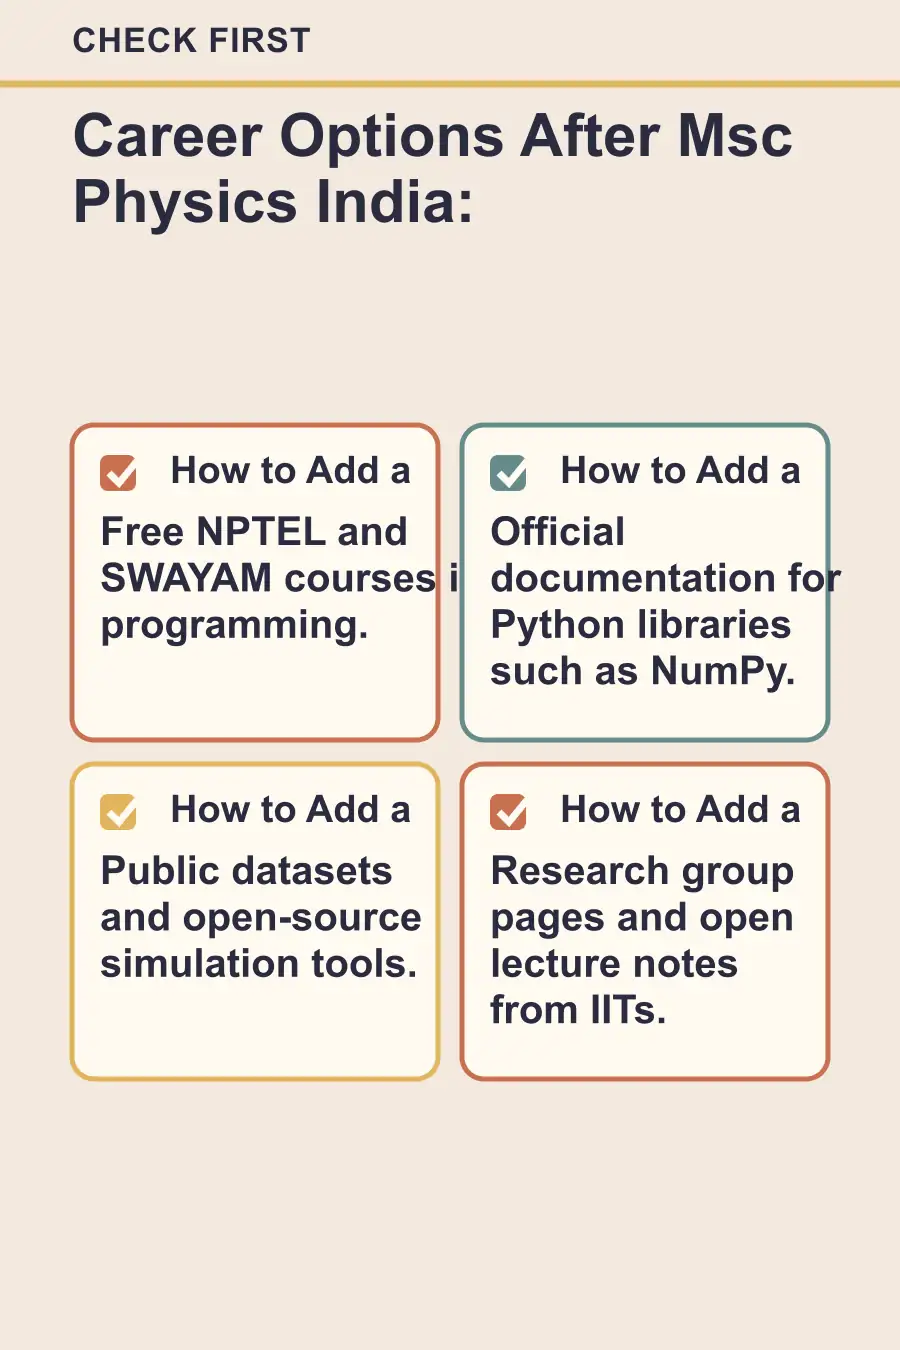 CHECK FIRST
Career Options After Msc
Physics India:
How to Add a
Free NPTEL and
SWAYAM courses i
programming.
How to Add a
Official
documentation for
Python libraries
such as NumPy.
How to Add a
Public datasets
and open-source
simulation tools.
How to Add a
Research group
pages and open
lecture notes
from IITs.